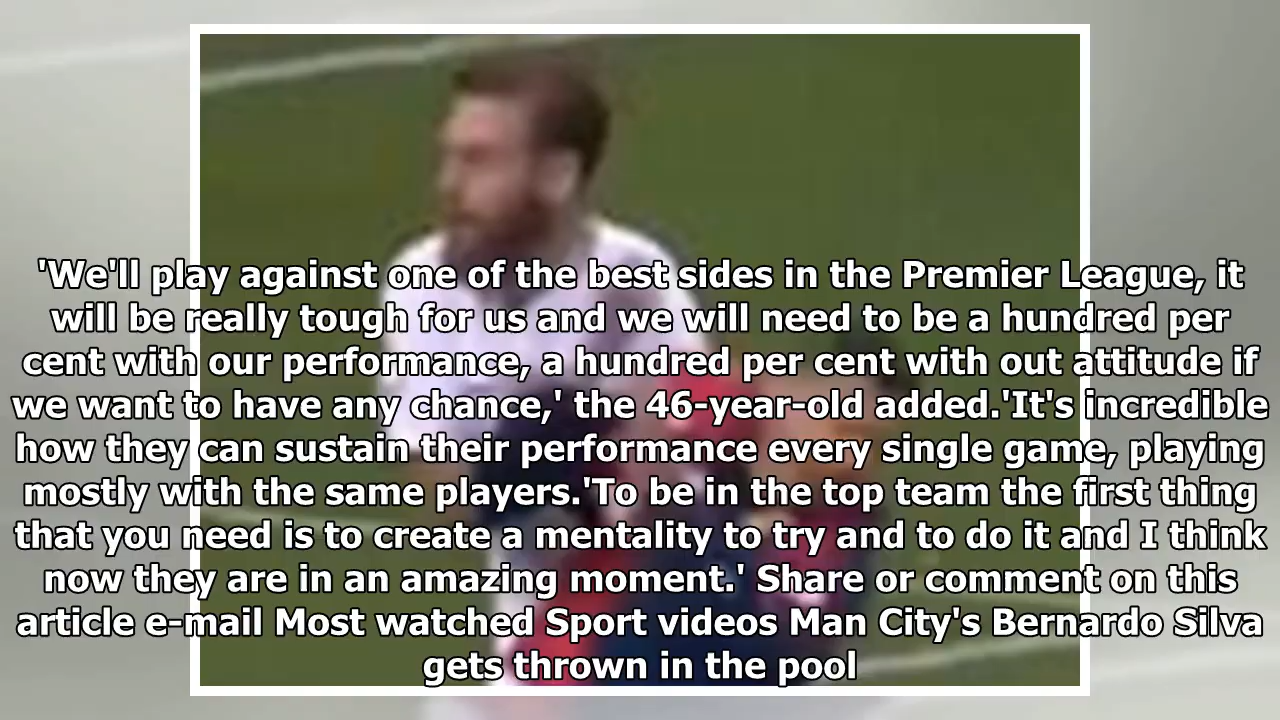 'We'll play against one of the best sides in the Premier League, it
will be really tough for us and we will need to be a hundred per
cent with our performance, a hundred per cent with out attitude if
we want to have any chance,' the 46-year-old added.'It's incredible
how they can sustain their performance every single game, playing
mostly with the same players.'To be in the top team the first thing
that you need is to create a mentality to try and to do it and I think
now they are in an amazing moment.' Share or comment on this
article e-mail Most watched Sport videos Man City's Bernardo Silva
gets thrown in the pool